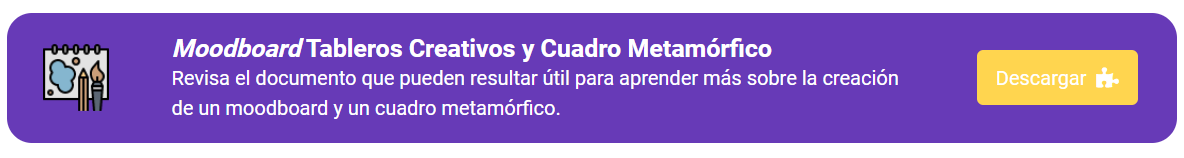 Moodboard Tableros Creativos y Cuadro Metamórfico
Revisa el documento que pueden resultar útil para aprender más sobre la creación
de un moodboard y un cuadro metamórfico.
Descargar